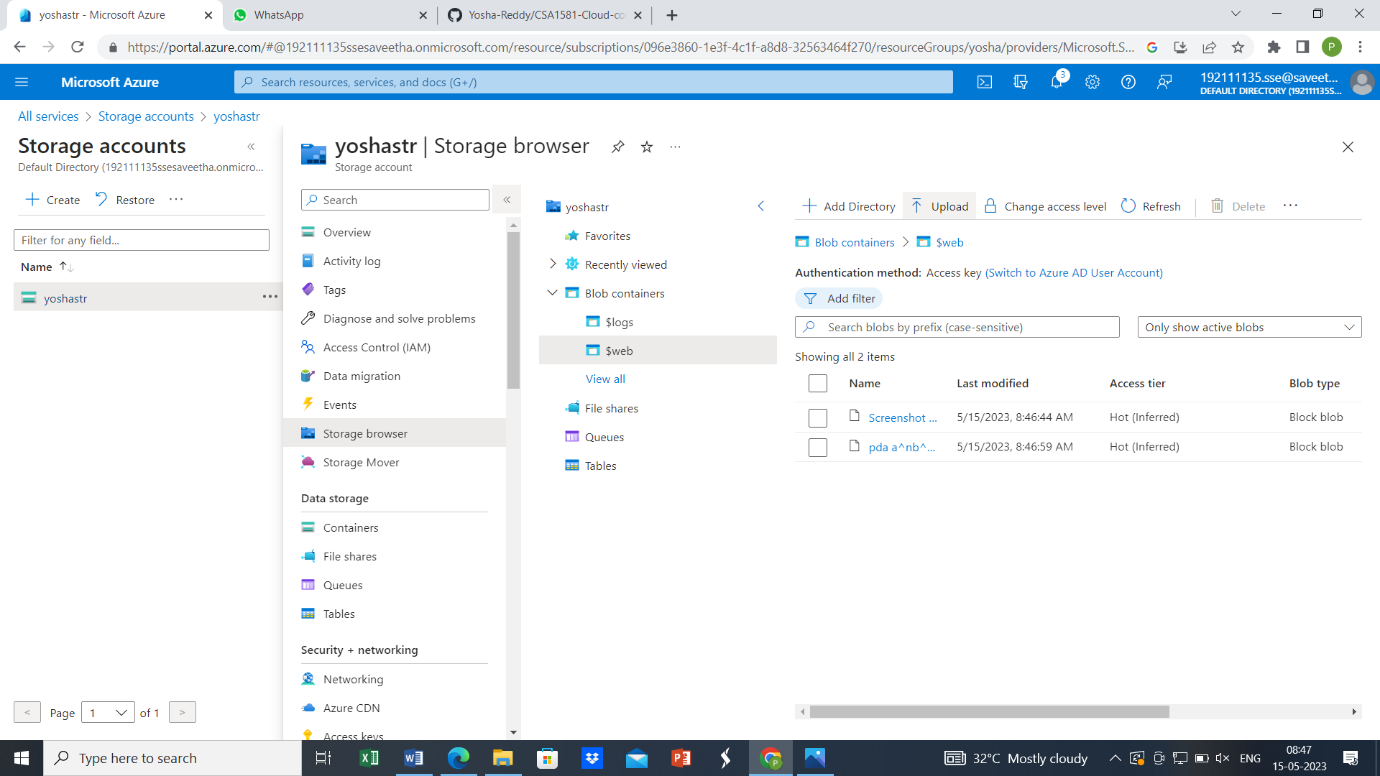 yoshastr - Microsoft Azure
WhatsApp
Yosha-Reddy/CSA1581-Cloud-co
https://portal.azure.com/#@192111135ssesaveetha.onmicrosoft.com/resource/subscriptions/096e3860-1e3f-4c1f-a8d8-32563464f270/resourceGroups/yosha/providers/Microsoft.S...
P
Microsoft Azure
Search resources, services, and docs (G+/)
3
192111135.sse@saveet...
DEFAULT DIRECTORY (192111135S...
All services > Storage accounts > yoshastr
Storage accounts
Default Directory (192111135ssesaveetha.onmicro...
Create
Restore
Filter for any field...
Name
yoshastr
Page 1 of 1
yoshastr | Storage browser
Storage account
Search
Overview
Activity log
Tags
Diagnose and solve problems
Access Control (IAM)
Data migration
Events
Storage browser
Storage Mover
Data storage
Containers
File shares
Queues
Tables
Security + networking
Networking
Azure CDN
Access keys
yoshastr
Favorites
Recently viewed
Blob containers
$logs
$web
View all
File shares
Queues
Tables
Add Directory Upload Change access level Refresh Delete
Blob containers > $web
Authentication method: Access key (Switch to Azure AD User Account)
Add filter
Search blobs by prefix (case-sensitive)
Only show active blobs
Showing all 2 items
Name Last modified Access tier Blob type
Screenshot ... 5/15/2023, 8:46:44 AM Hot (Inferred) Block blob
pda a^nb^... 5/15/2023, 8:46:59 AM Hot (Inferred) Block blob
Type here to search
32°C Mostly cloudy
ENG
08:47
15-05-2023